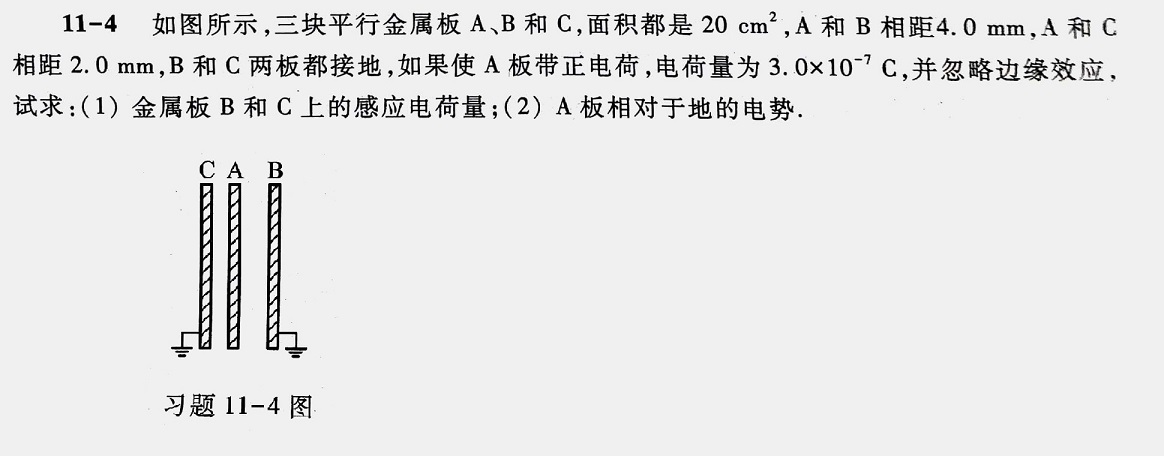 11-4 如图所示,三块平行金属板 A、B 和 C,面积都是 20 cm²,A 和 B 相距4.0 mm,A 和 C
相距 2.0 mm,B 和 C 两板都接地,如果使 A 板带正电荷,电荷量为 3.0×10⁻⁷ C,并忽略边缘效应,
试求:(1) 金属板 B 和 C 上的感应电荷量;(2) A 板相对于地的电势.
C A B
习题 11-4 图